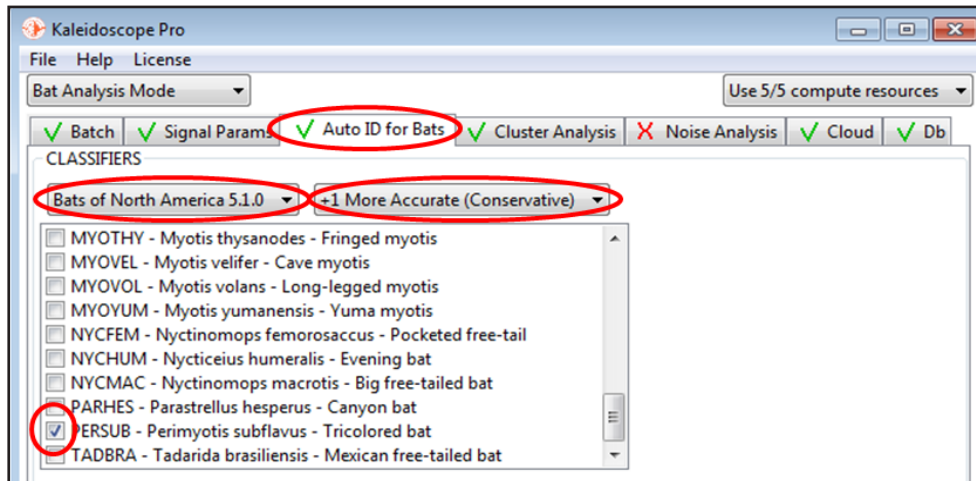 Kaleidoscope Pro
File Help License
Bat Analysis Mode Use 5/5 compute resources
Batch Signal Params Auto ID for Bats Cluster Analysis Noise Analysis Cloud Db
CLASSIFIERS
Bats of North America 5.1.0 +1 More Accurate (Conservative)
MYOTHY - Myotis thysanodes - Fringed myotis
MYOVEL - Myotis velifer - Cave myotis
MYOVOL - Myotis volans - Long-legged myotis
MYOYUM - Myotis yumanensis - Yuma myotis
NYCFEM - Nyctinomops femorosaccus - Pocketed free-tail
NYCHUM - Nycticeius humeralis - Evening bat
NYCMAC - Nyctinomops macrotis - Big free-tailed bat
PARHES - Parastrellus hesperus - Canyon bat
PERSUB - Perimyotis subflavus - Tricolored bat
TADBRA - Tadarida brasiliensis - Mexican free-tailed bat